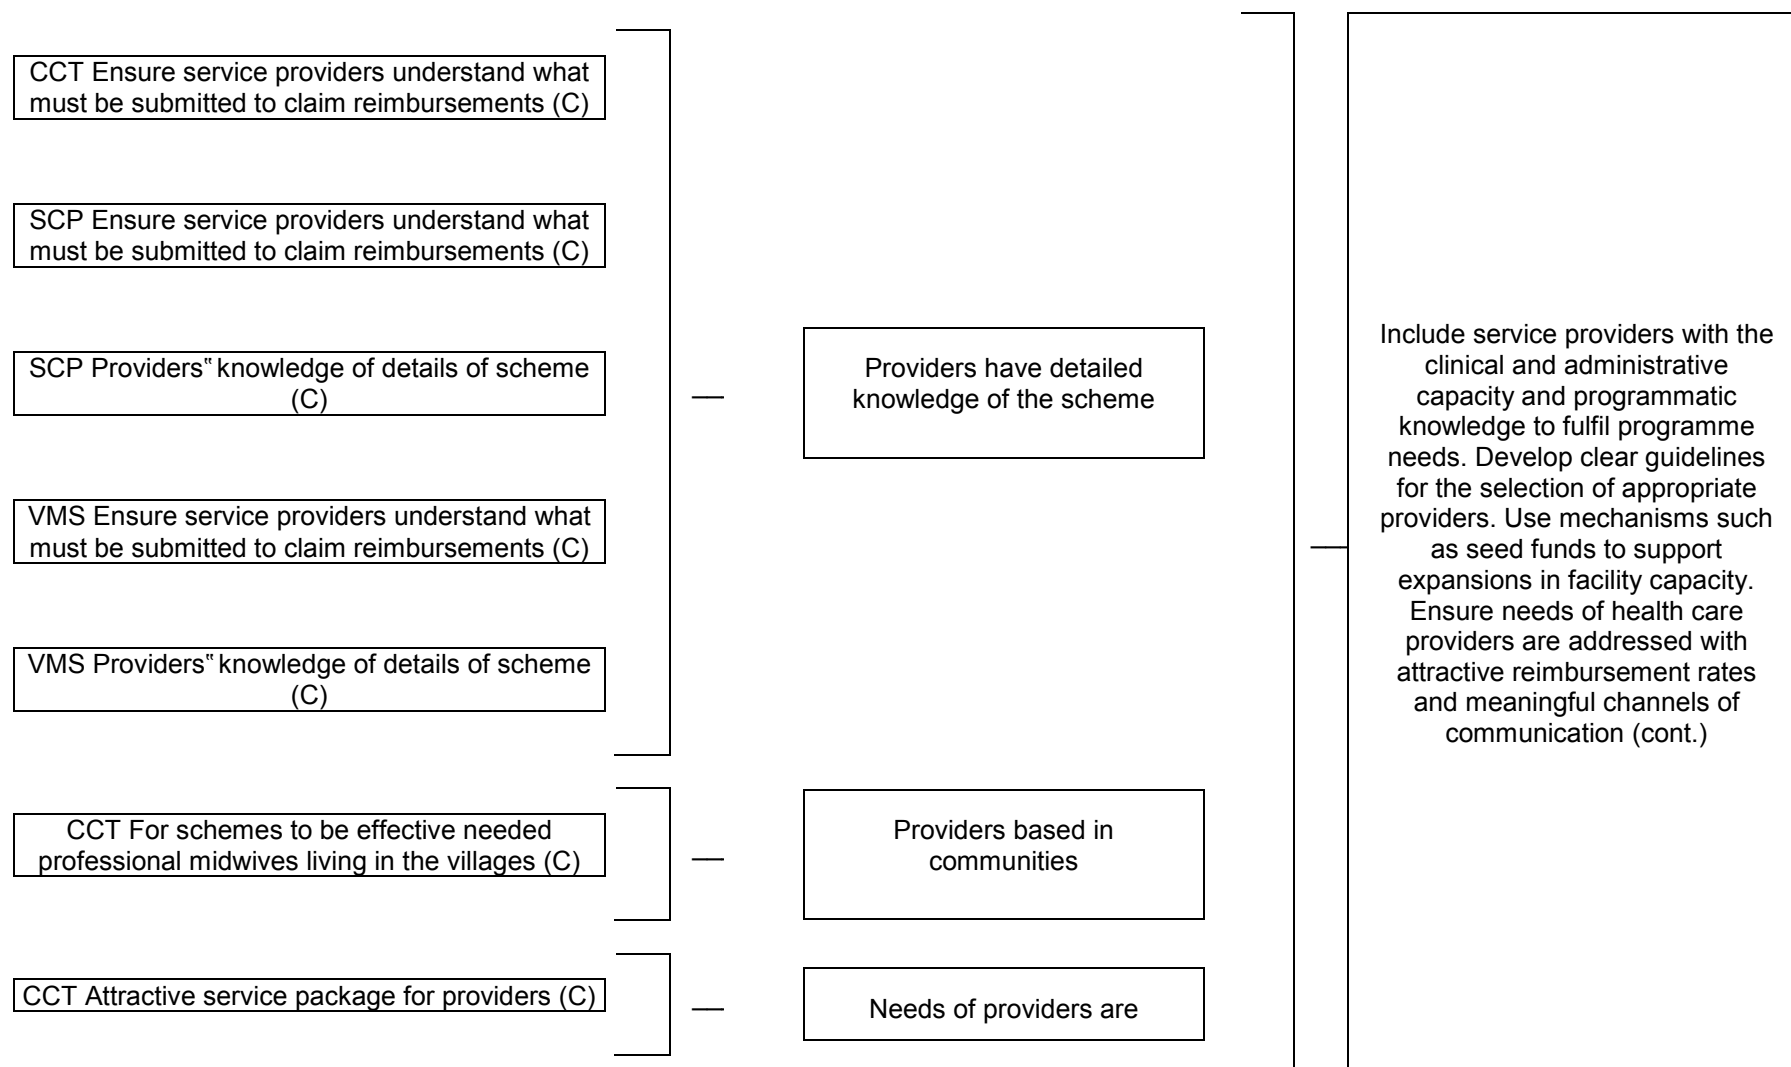 CCT Ensure service providers understand what
must be submitted to claim reimbursements (C)
SCP Ensure service providers understand what
must be submitted to claim reimbursements (C)
SCP Providers‟ knowledge of details of scheme
(C)
VMS Ensure service providers understand what
must be submitted to claim reimbursements (C)
VMS Providers‟ knowledge of details of scheme
(C)
CCT For schemes to be effective needed
professional midwives living in the villages (C)
CCT Attractive service package for providers (C)
Providers have detailed
knowledge of the scheme
Providers based in
communities
Needs of providers are
Include service providers with the
clinical and administrative
capacity and programmatic
knowledge to fulfil programme
needs. Develop clear guidelines
for the selection of appropriate
providers. Use mechanisms such
as seed funds to support
expansions in facility capacity.
Ensure needs of health care
providers are addressed with
attractive reimbursement rates
and meaningful channels of
communication (cont.)